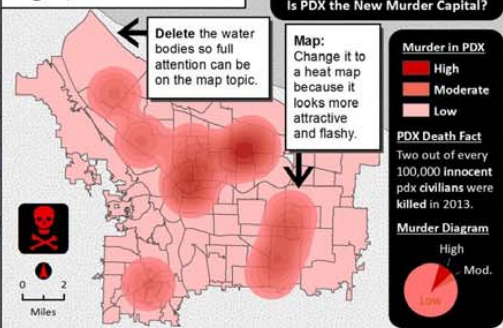 Is PDX the New Murder Capital?
Delete the water
bodies so full
attention can be
on the map topic.
Map:
Change it to
a heat map
because it
looks more
attractive
and flashy.
Murder in PDX
High
Moderate
Low
PDX Death Fact
Two out of every
100,000 innocent
pdx civilians were
killed in 2013.
Murder Diagram
High
Mod.
Low
0 2
Miles